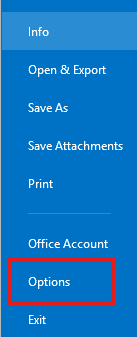 Info
Open & Export
Save As
Save Attachments
Print
Office Account
Options
Exit